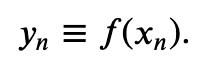 yₙ ≡ f(xₙ).